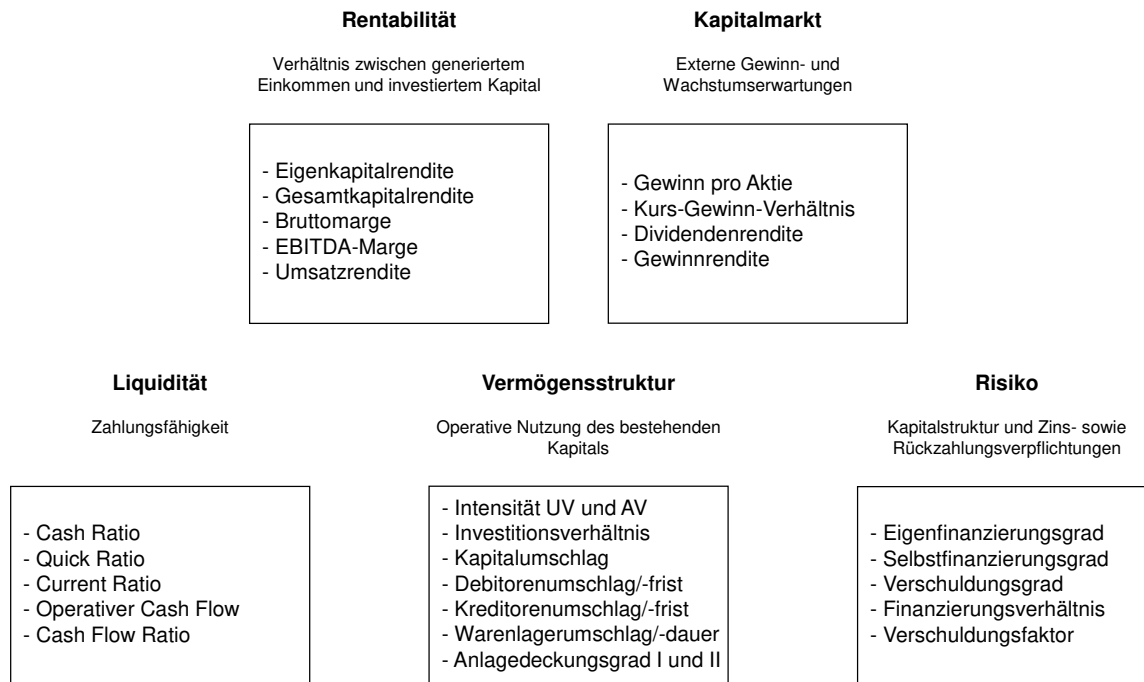 Rentabilität
Verhältnis zwischen generiertem
Einkommen und investiertem Kapital
- Eigenkapitalrendite
- Gesamtkapitalrendite
- Bruttomarge
- EBITDA-Marge
- Umsatzrendite
Kapitalmarkt
Externe Gewinn- und
Wachstumserwartungen
- Gewinn pro Aktie
- Kurs-Gewinn-Verhältnis
- Dividendenrendite
- Gewinnrendite
Liquidität
Zahlungsfähigkeit
- Cash Ratio
- Quick Ratio
- Current Ratio
- Operativer Cash Flow
- Cash Flow Ratio
Vermögensstruktur
Operative Nutzung des bestehenden
Kapitals
- Intensität UV und AV
- Investitionsverhältnis
- Kapitalumschlag
- Debitorenumschlag/-frist
- Kreditorenumschlag/-frist
- Warenlagerumschlag/-dauer
- Anlagedeckungsgrad I und II
Risiko
Kapitalstruktur und Zins- sowie
Rückzahlungsverpflichtungen
- Eigenfinanzierungsgrad
- Selbstfinanzierungsgrad
- Verschuldungsgrad
- Finanzierungsverhältnis
- Verschuldungsfaktor